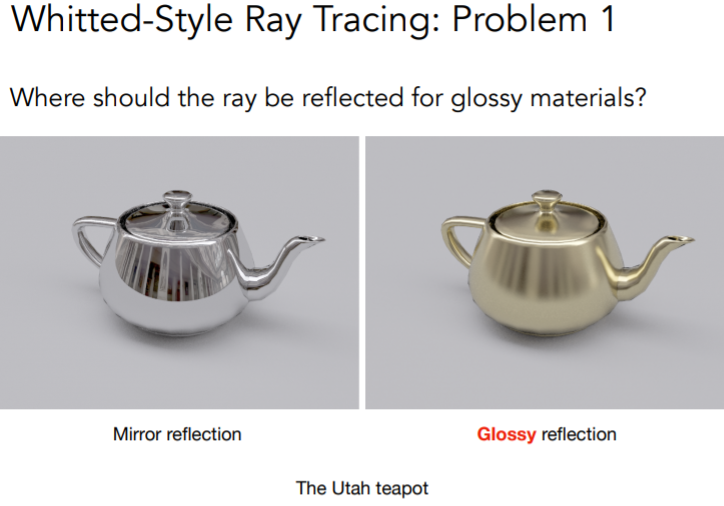 Whitted-Style Ray Tracing: Problem 1
Where should the ray be reflected for glossy materials?
Mirror reflection
Glossy reflection
The Utah teapot